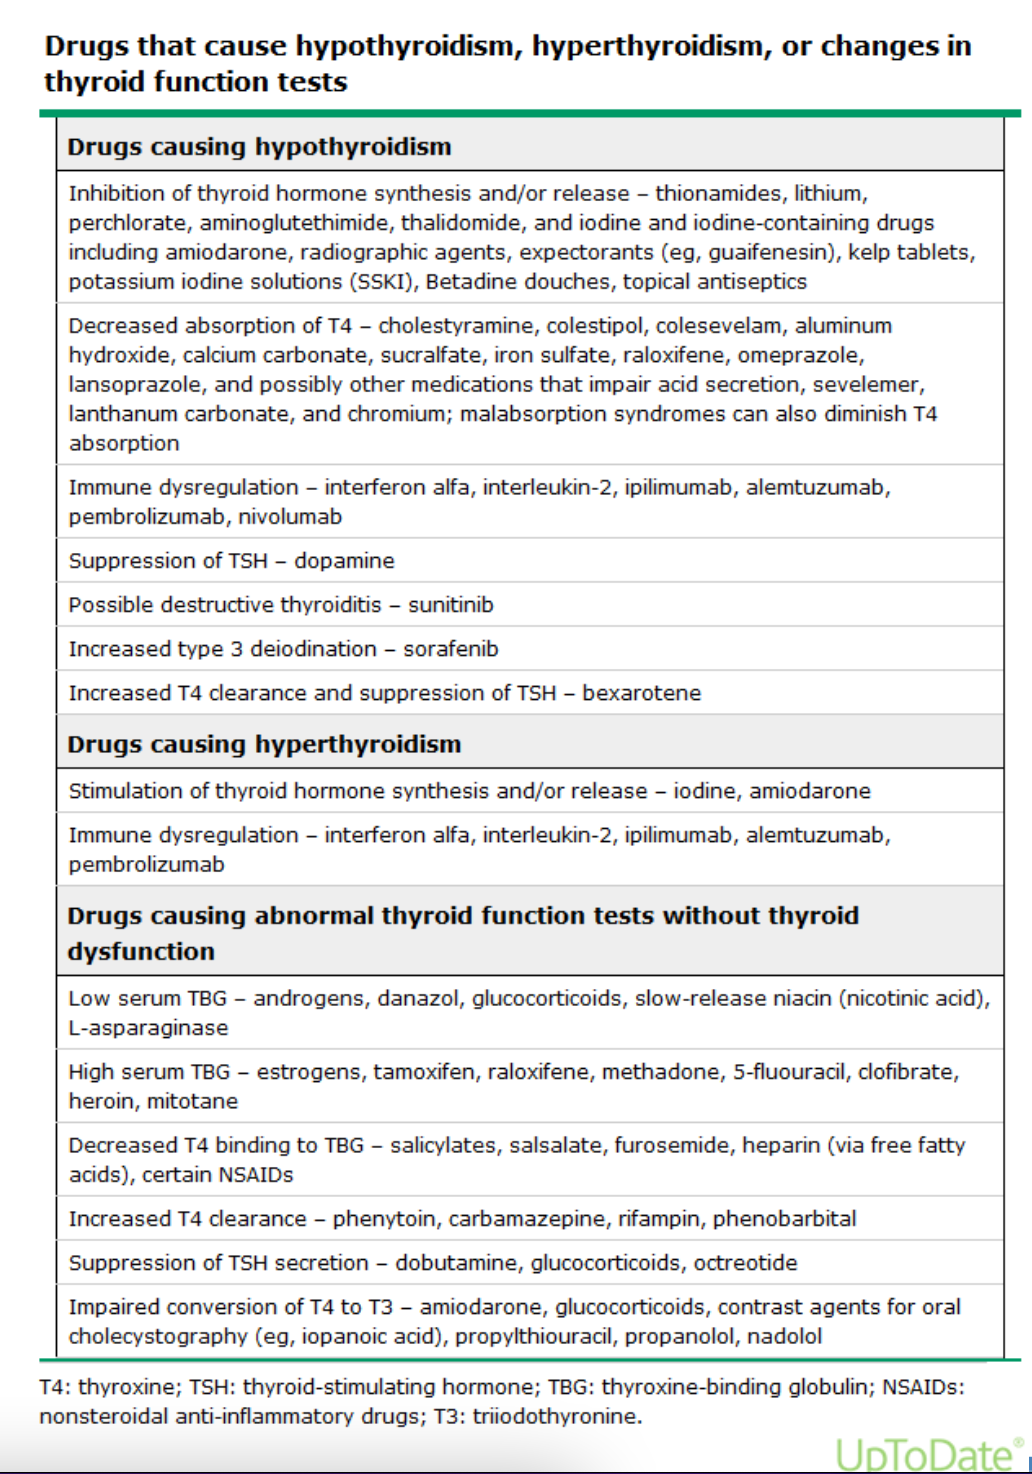 Drugs that cause hypothyroidism, hyperthyroidism, or changes in
thyroid function tests
Drugs causing hypothyroidism
Inhibition of thyroid hormone synthesis and/or release – thionamides, lithium,
perchlorate, aminoglutethimide, thalidomide, and iodine and iodine-containing drugs
including amiodarone, radiographic agents, expectorants (eg, guaifenesin), kelp tablets,
potassium iodine solutions (SSKI), Betadine douches, topical antiseptics
Decreased absorption of T4 – cholestyramine, colestipol, colesevelam, aluminum
hydroxide, calcium carbonate, sucralfate, iron sulfate, raloxifene, omeprazole,
lansoprazole, and possibly other medications that impair acid secretion, sevelemer,
lanthanum carbonate, and chromium; malabsorption syndromes can also diminish T4
absorption
Immune dysregulation – interferon alfa, interleukin-2, ipilimumab, alemtuzumab,
pembrolizumab, nivolumab
Suppression of TSH – dopamine
Possible destructive thyroiditis – sunitinib
Increased type 3 deiodination – sorafenib
Increased T4 clearance and suppression of TSH – bexarotene
Drugs causing hyperthyroidism
Stimulation of thyroid hormone synthesis and/or release – iodine, amiodarone
Immune dysregulation – interferon alfa, interleukin-2, ipilimumab, alemtuzumab,
pembrolizumab
Drugs causing abnormal thyroid function tests without thyroid
dysfunction
Low serum TBG – androgens, danazol, glucocorticoids, slow-release niacin (nicotinic acid),
L-asparaginase
High serum TBG – estrogens, tamoxifen, raloxifene, methadone, 5-fluouracil, clofibrate,
heroin, mitotane
Decreased T4 binding to TBG – salicylates, salsalate, furosemide, heparin (via free fatty
acids), certain NSAIDs
Increased T4 clearance – phenytoin, carbamazepine, rifampin, phenobarbital
Suppression of TSH secretion – dobutamine, glucocorticoids, octreotide
Impaired conversion of T4 to T3 – amiodarone, glucocorticoids, contrast agents for oral
cholecystography (eg, iopanoic acid), propylthiouracil, propanolol, nadolol
T4: thyroxine; TSH: thyroid-stimulating hormone; TBG: thyroxine-binding globulin; NSAIDs:
nonsteroidal anti-inflammatory drugs; T3: triiodothyronine.
UpToDate®